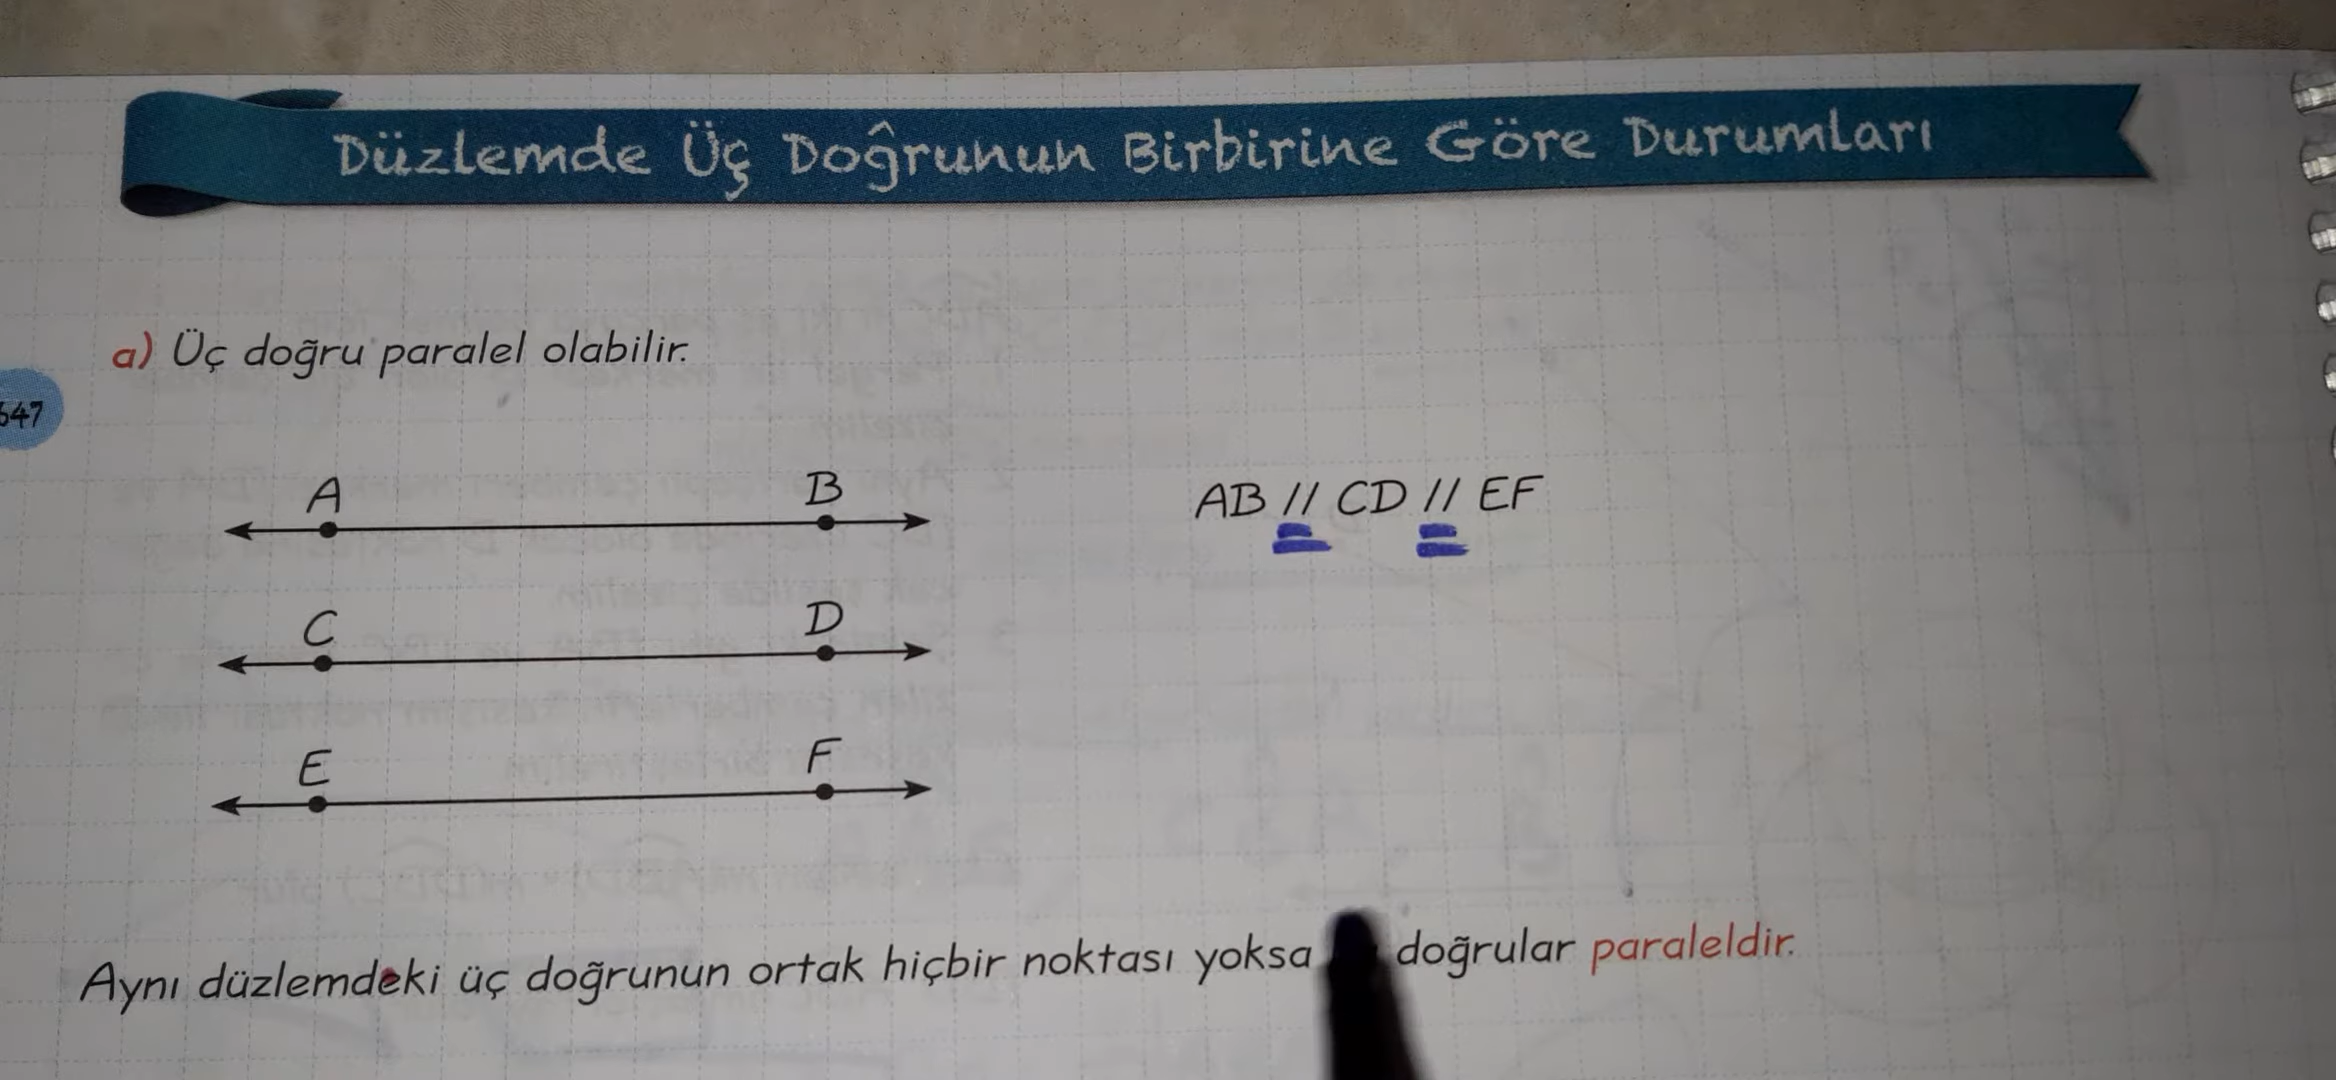 Düzlemde Üç Doğrunun Birbirine Göre Durumları
a) Üç doğru paralel olabilir.
647
A B
AB // CD // EF
C D
E F
Aynı düzlemdeki üç doğrunun ortak hiçbir noktası yoksa doğrular paraleldir.